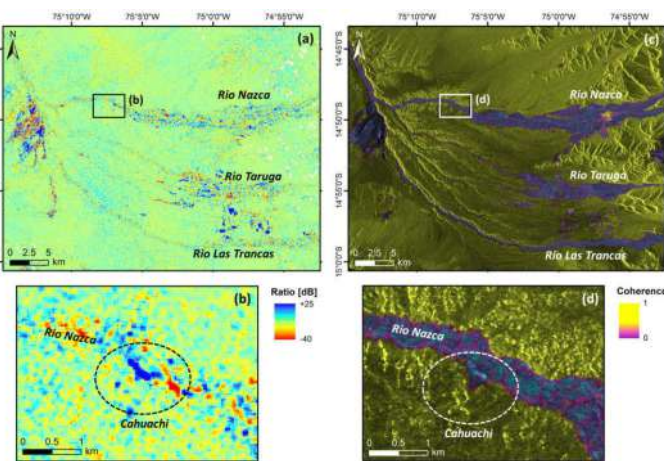 75°10'0"W 75°5'0"W 75°0'0"W 74°55'0"W
75°10'0"W 75°5'0"W 75°0'0"W 74°55'0"W
N
(a)
(b)
Rio Nazca
Rio Taruga
Rio Las Trancas
0 2.5 5
km
14°45'0"S
14°50'0"S
14°55'0"S
15°0'0"S
N
(c)
(d)
Rio Nazca
Rio Taruga
Rio Las Trancas
0 2.5 5
km
(b)
Rio Nazca
Cahuachi
0 0.5 1
km
Ratio [dB]
+25
-40
(d)
Rio Nazca
Cahuachi
0 0.5 1
km
Coherence
1
0